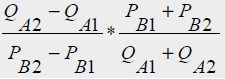 Q_{A2} - Q_{A1} * P_{B1} + P_{B2}
P_{B2} - P_{B1} Q_{A1} + Q_{A2}